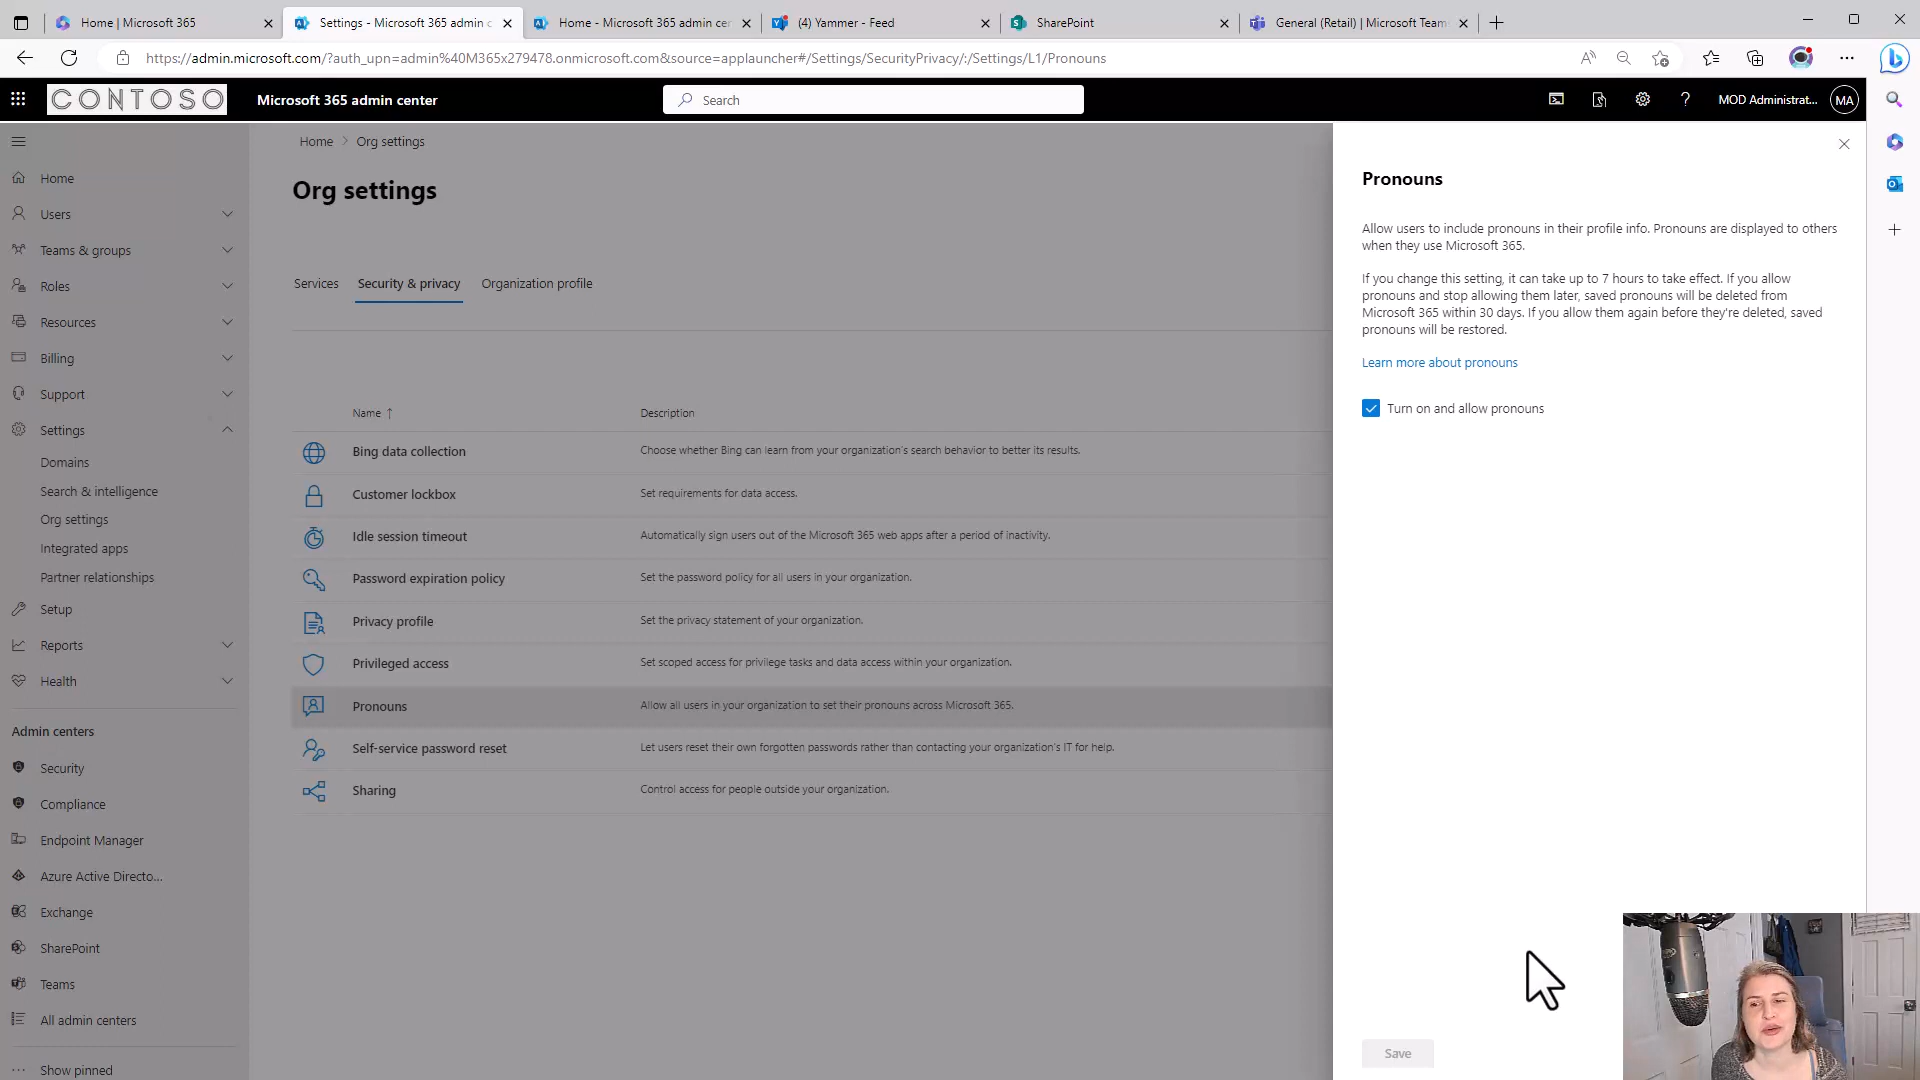 Home | Microsoft 365
Settings - Microsoft 365 admin c
Home - Microsoft 365 admin cer
(4) Yammer - Feed
SharePoint
General (Retail) | Microsoft Team
https://admin.microsoft.com/?auth_upn=admin%40M365x279478.onmicrosoft.com&source=applauncher#/Settings/SecurityPrivacy/:/Settings/L1/Pronouns
CONTOSO
Microsoft 365 admin center
Search
MOD Administrat...
MA
Home
Users
Teams & groups
Roles
Resources
Billing
Support
Settings
Domains
Search & intelligence
Org settings
Integrated apps
Partner relationships
Setup
Reports
Health
Admin centers
Security
Compliance
Endpoint Manager
Azure Active Directo...
Exchange
SharePoint
Teams
All admin centers
Show pinned
Home > Org settings
Org settings
Services
Security & privacy
Organization profile
Name ↑
Description
Bing data collection
Choose whether Bing can learn from your organization's search behavior to better its results.
Customer lockbox
Set requirements for data access.
Idle session timeout
Automatically sign users out of the Microsoft 365 web apps after a period of inactivity.
Password expiration policy
Set the password policy for all users in your organization.
Privacy profile
Set the privacy statement of your organization.
Privileged access
Set scoped access for privilege tasks and data access within your organization.
Pronouns
Allow all users in your organization to set their pronouns across Microsoft 365.
Self-service password reset
Let users reset their own forgotten passwords rather than contacting your organization's IT for help.
Sharing
Control access for people outside your organization.
Pronouns
Allow users to include pronouns in their profile info. Pronouns are displayed to others
when they use Microsoft 365.
If you change this setting, it can take up to 7 hours to take effect. If you allow
pronouns and stop allowing them later, saved pronouns will be deleted from
Microsoft 365 within 30 days. If you allow them again before they're deleted, saved
pronouns will be restored.
Learn more about pronouns
Turn on and allow pronouns
Save